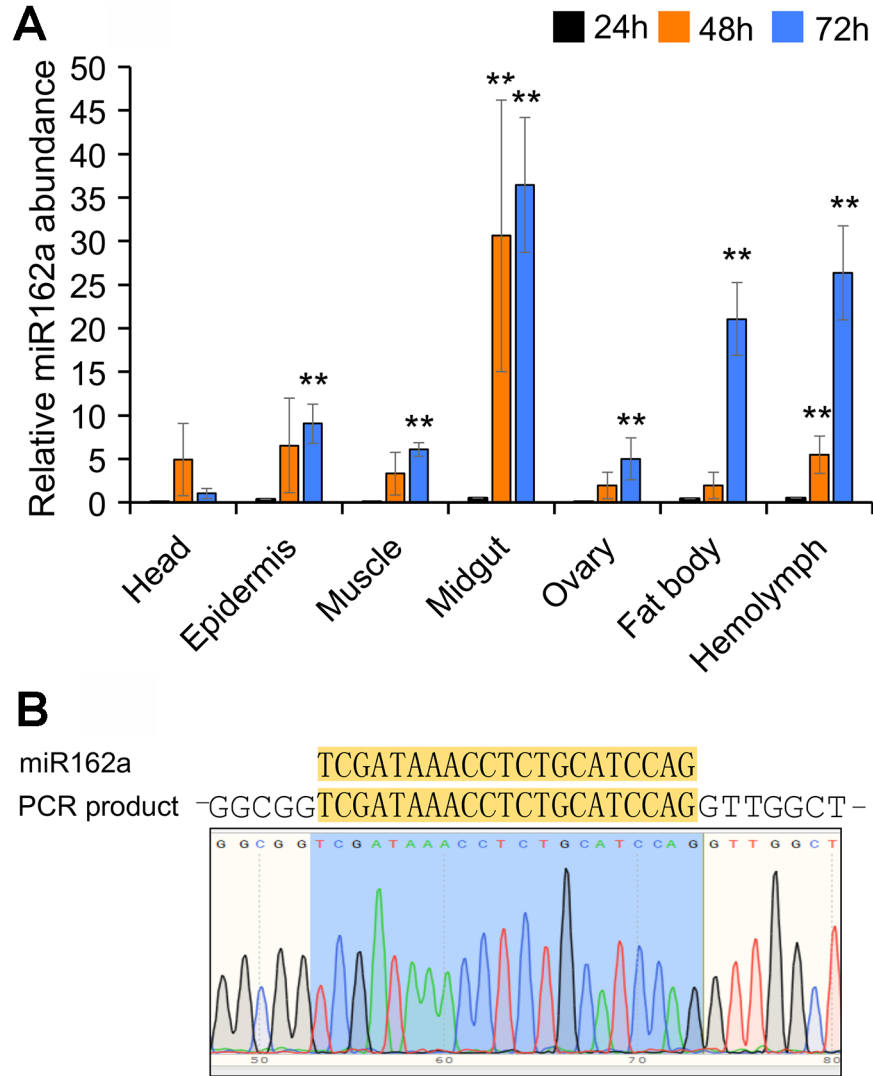 A
24h 48h 72h
Relative miR162a abundance
50
45
40
35
30
25
20
15
10
5
0
** ** ** ** ** ** ** ** **
Head Epidermis Muscle Midgut Ovary Fat body Hemolymph
B
miR162a TCGATAAACCTCTGCATCCAG
PCR product -GGCGGTCGATAAACCTCTGCATCCAGGTTGGCT-
G G C G G T C G A T A A A C C T C T G C A T C C A G G T T G G C T
50 60 70 80